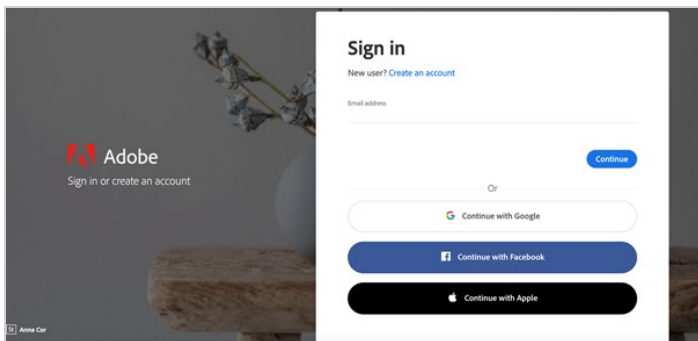 Adobe
Sign in or create an account
St Anna Cor
Sign in
New user? Create an account
Email address
Continue
Or
Continue with Google
Continue with Facebook
Continue with Apple